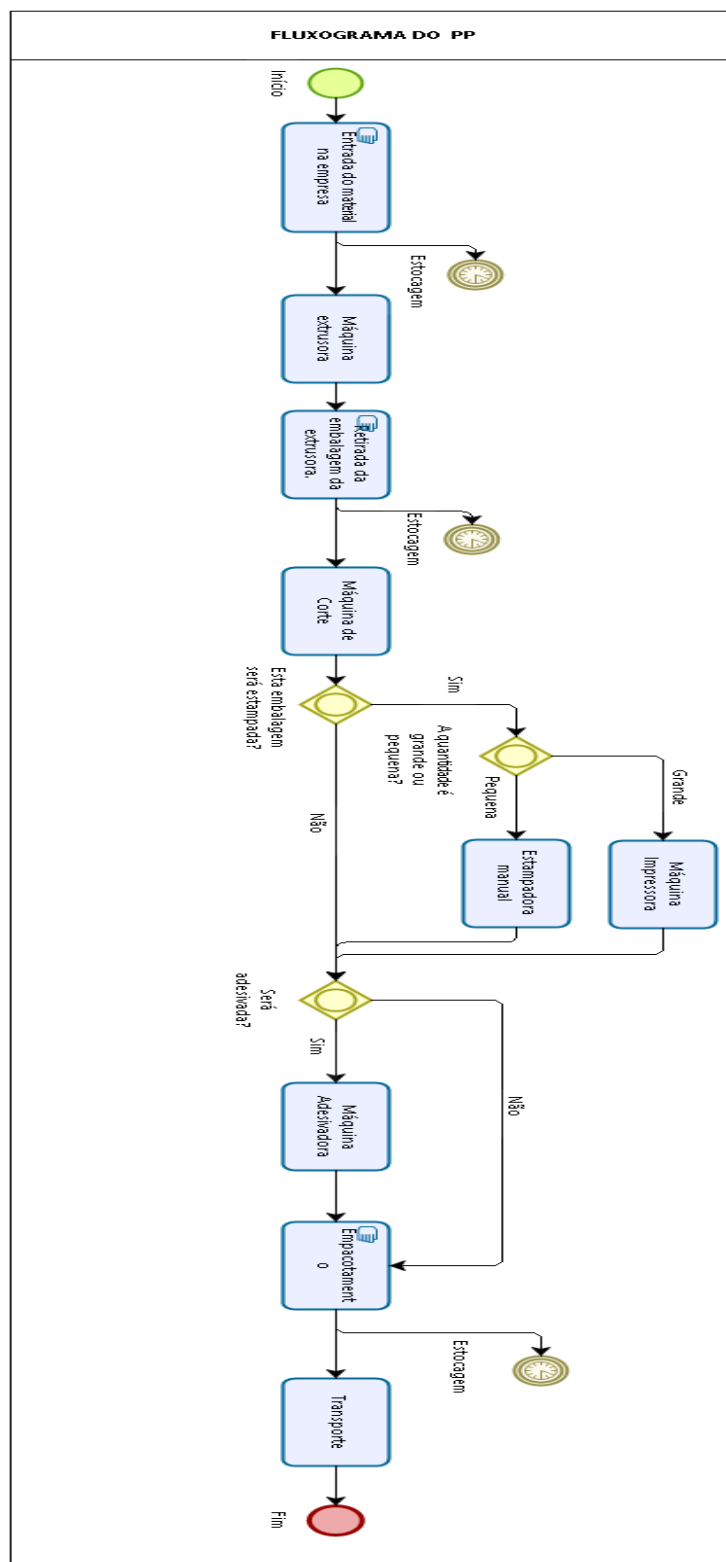 FLUXOGRAMA DO PP
Início
Entrada do material
na empresa
Estocagem
Máquina
extrusora
Retirada da
embalagem da
extrusora.
Estocagem
Máquina de
Corte
Esta embalagem
será estampada?
Sim
Não
A quantidade é
grande ou
pequena?
Grande
Pequena
Máquina
Impressora
Estampadora
manual
Será
adesivada?
Sim
Não
Máquina
Adesivadora
Empacotament
o
Estocagem
Transporte
Fim